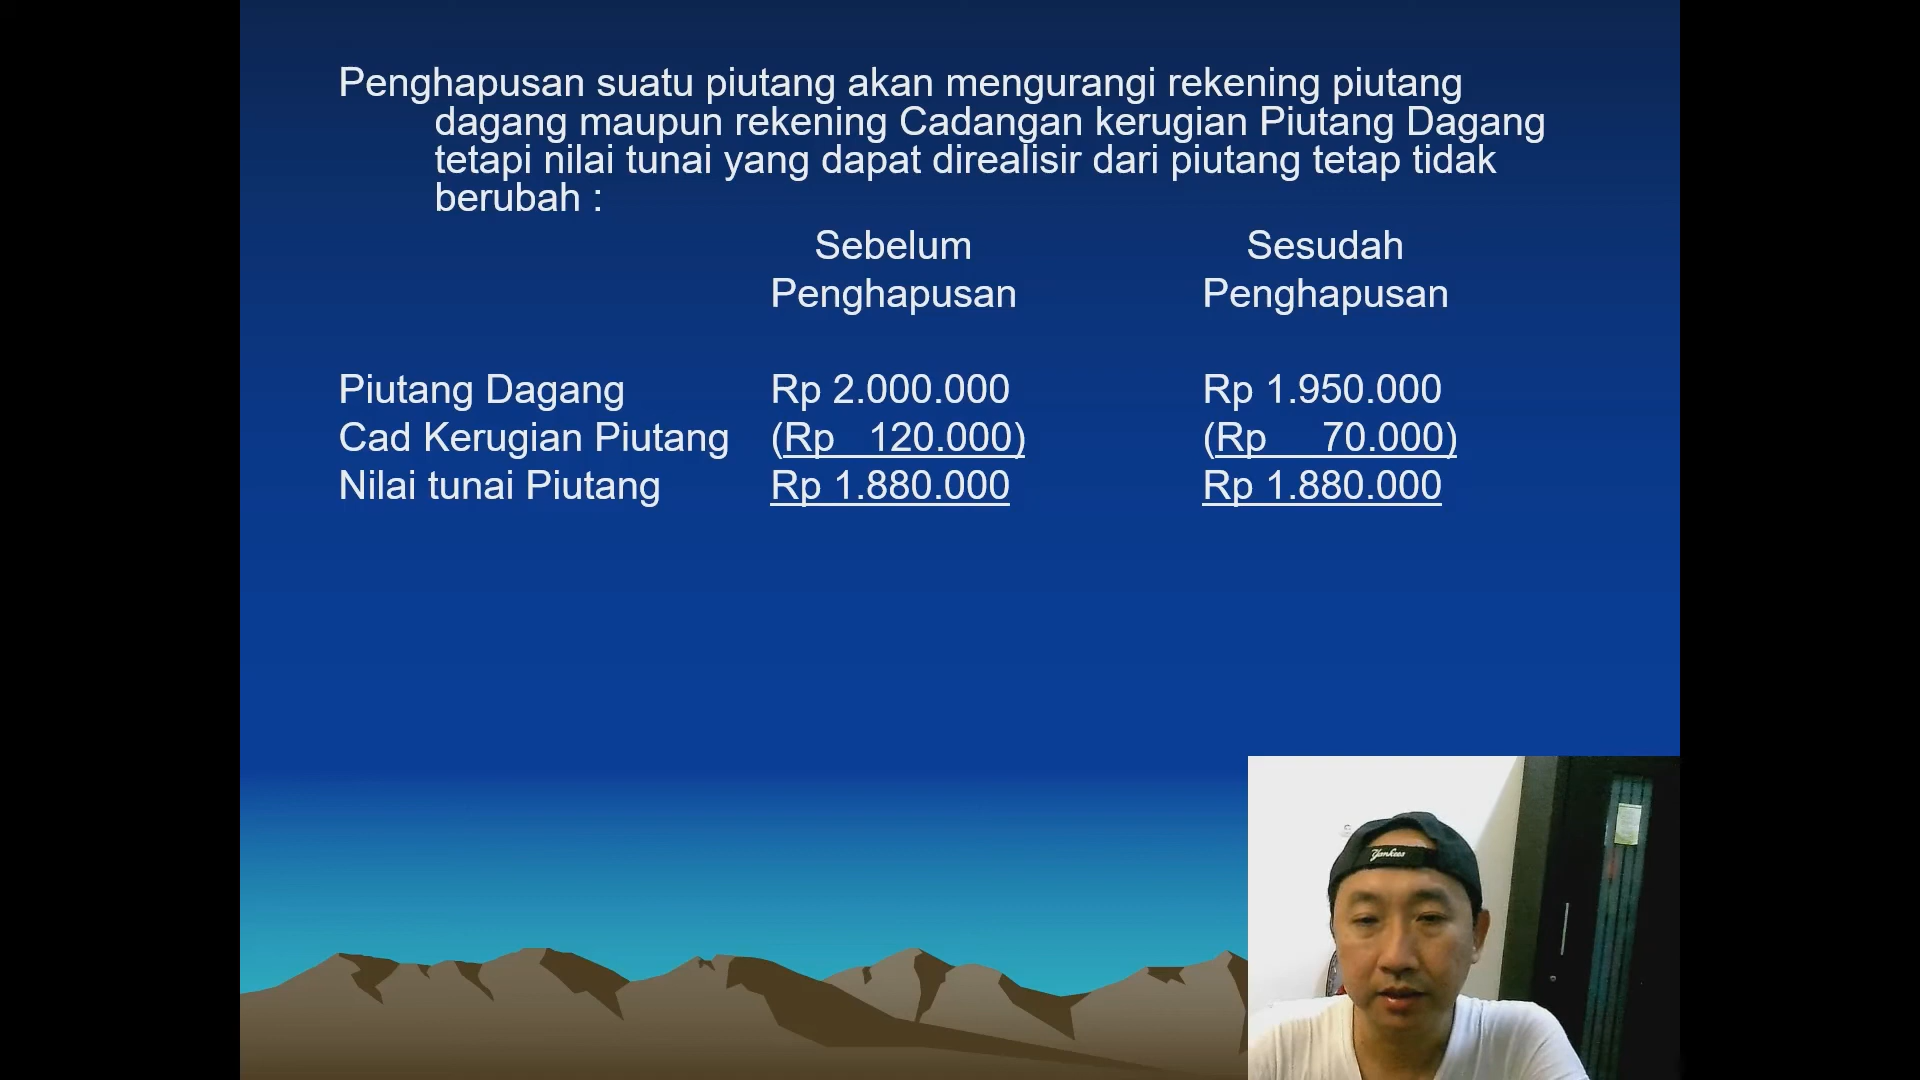 Penghapusan suatu piutang akan mengurangi rekening piutang
dagang maupun rekening Cadangan kerugian Piutang Dagang
tetapi nilai tunai yang dapat direalisir dari piutang tetap tidak
berubah :
Sebelum Sesudah
Penghapusan Penghapusan
Piutang Dagang Rp 2.000.000 Rp 1.950.000
Cad Kerugian Piutang (Rp 120.000) (Rp 70.000)
Nilai tunai Piutang Rp 1.880.000 Rp 1.880.000
Yankees